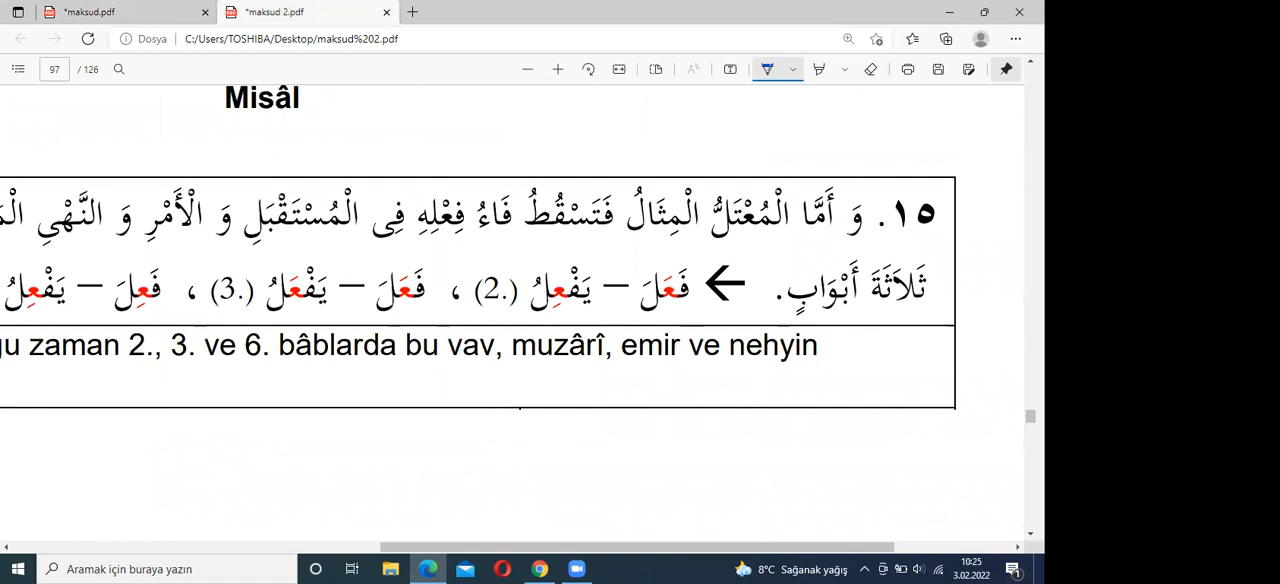 *maksud.pdf
*maksud 2.pdf
Dosya
C:/Users/TOSHIBA/Desktop/maksud%202.pdf
97 / 126
Misâl
١٥. وَ أَمَّا الْمُعْتَلُّ الْمِثَالُ فَتَسْقُطُ فَاءُ فِعْلِهِ فِى الْمُسْتَقْبَلِ وَ الْأَمْرِ وَ النَّهْىِ
ثَلاَثَةَ أَبْوَابٍ. ← فَعَلَ – يَفْعِلُ (2.) ، فَعَلَ – يَفْعَلُ (3.) ، فَعِلَ – يَفْعِلُ
zaman 2., 3. ve 6. bâblarda bu vav, muzârî, emir ve nehyin
Aramak için buraya yazın
8°C Sağanak yağış
10:25
3.02.2022
1